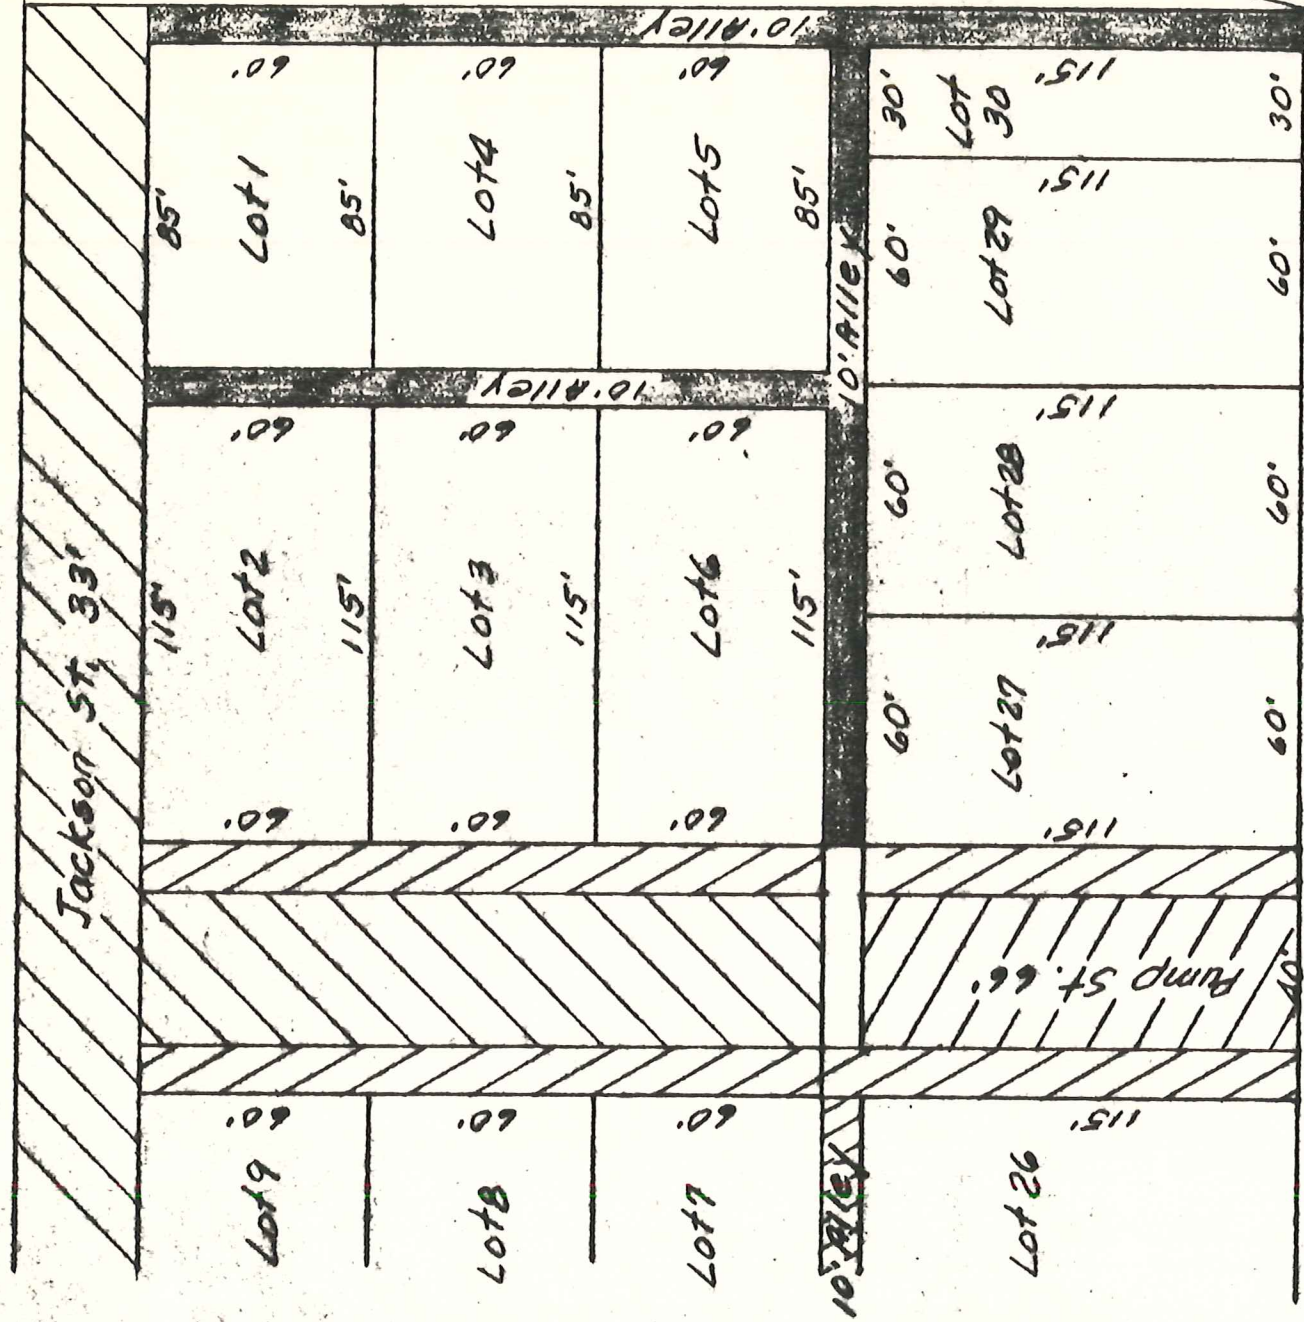 10' Alley
60'
60'
60'
85'
Lot 1
85'
Lot 4
85'
Lot 5
85'
10' Alley
30'
Lot
30
115'
30'
115'
60'
Lot 29
60'
10' Alley
115'
60'
Lot 28
60'
60'
60'
60'
Jackson St. 33'
115'
Lot 2
115'
Lot 3
115'
Lot 6
115'
115'
60'
Lot 27
60'
60'
60'
60'
115'
Pump St. 66'
40'
60'
60'
60'
115'
Lot 9
Lot 8
Lot 7
10' Alley
Lot 26